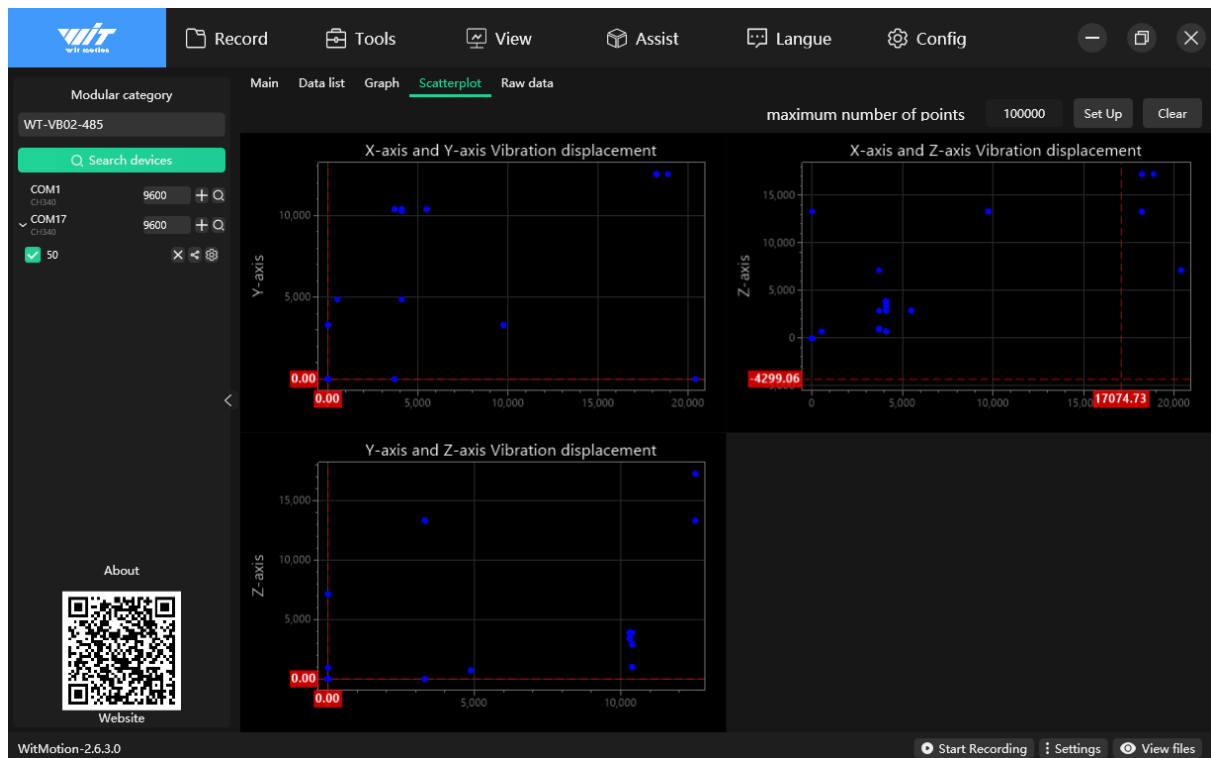 WiT
wit motion
Record
Tools
View
Assist
Langue
Config
Modular category
WT-VB02-485
Search devices
COM1
CH340
9600
COM17
CH340
9600
50
About
Website
WitMotion-2.6.3.0
Main Data list Graph Scatterplot Raw data
maximum number of points 100000 Set Up Clear
X-axis and Y-axis Vibration displacement
Y-axis
10,000
5,000
0.00
0.00
5,000 10,000 15,000 20,000
X-axis and Z-axis Vibration displacement
Z-axis
15,000
10,000
5,000
0
-4299.06
0 5,000 10,000 17074.73 20,000
Y-axis and Z-axis Vibration displacement
Z-axis
15,000
10,000
5,000
0.00
0.00
5,000 10,000
Start Recording Settings View files